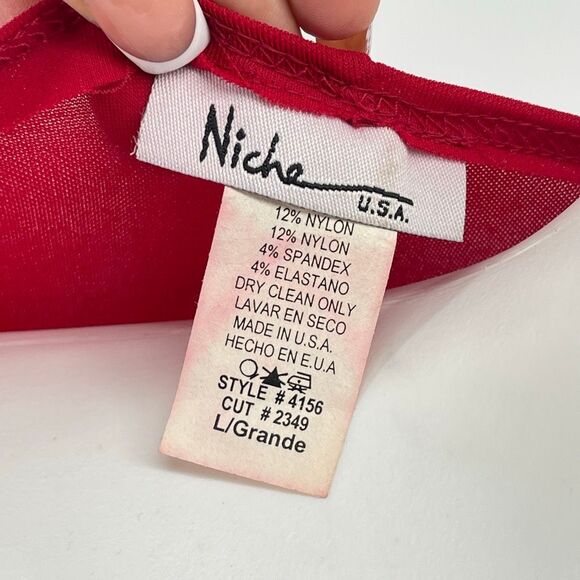 Niche
U.S.A.
12% NYLON
12% NYLON
4% SPANDEX
4% ELASTANO
DRY CLEAN ONLY
LAVAR EN SECO
MADE IN U.S.A.
HECHO EN E.U.A
STYLE # 4156
CUT # 2349
L/Grande